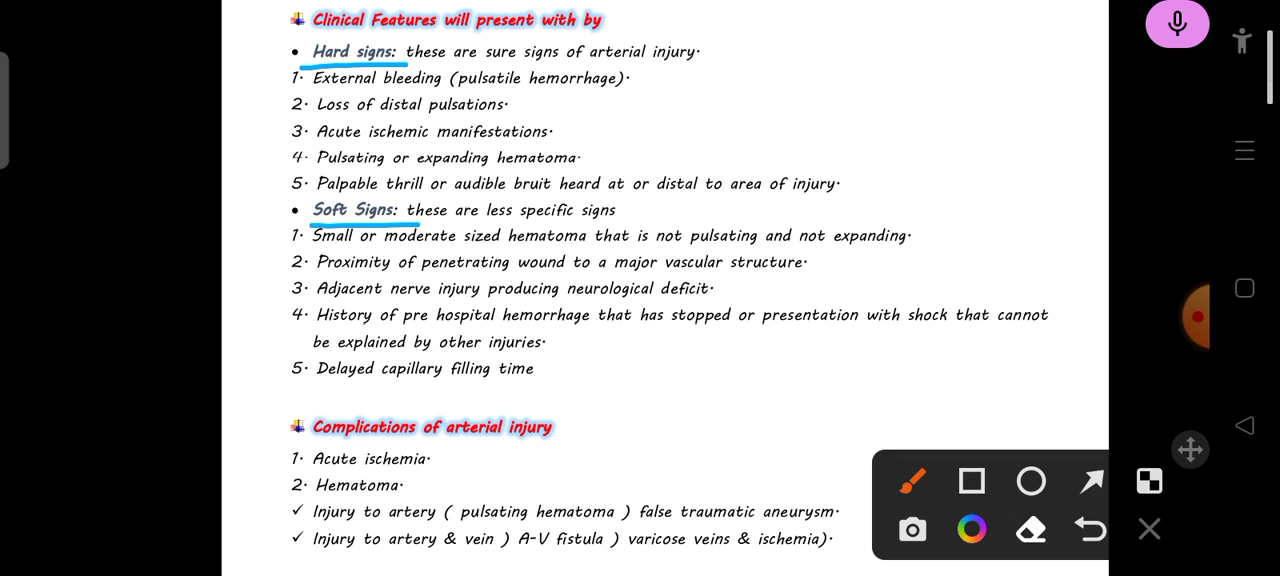 Clinical Features will present with by
• Hard signs: these are sure signs of arterial injury.
1. External bleeding (pulsatile hemorrhage).
2. Loss of distal pulsations.
3. Acute ischemic manifestations.
4. Pulsating or expanding hematoma.
5. Palpable thrill or audible bruit heard at or distal to area of injury.
• Soft Signs: these are less specific signs
1. Small or moderate sized hematoma that is not pulsating and not expanding.
2. Proximity of penetrating wound to a major vascular structure.
3. Adjacent nerve injury producing neurological deficit.
4. History of pre hospital hemorrhage that has stopped or presentation with shock that cannot
be explained by other injuries.
5. Delayed capillary filling time
Complications of arterial injury
1. Acute ischemia.
2. Hematoma.
✓ Injury to artery ( pulsating hematoma ) false traumatic aneurysm.
✓ Injury to artery & vein ) A-V fistula ) varicose veins & ischemia).